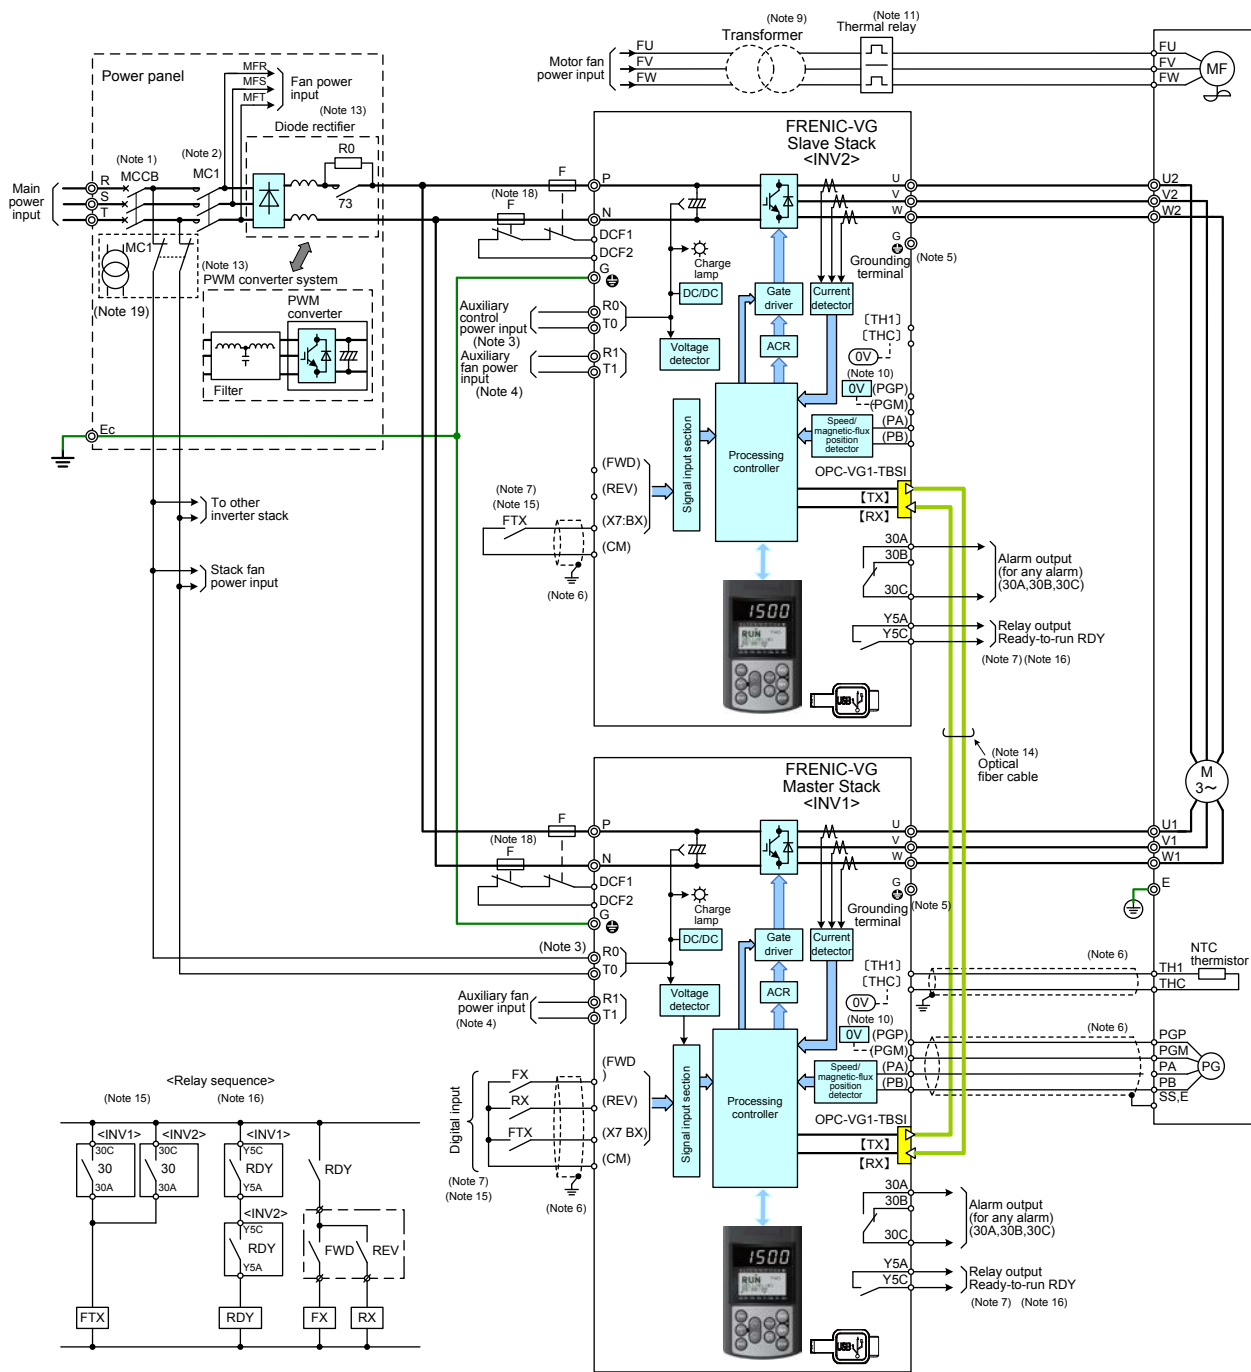 Power panel
MFR
MFS
MFT
Fan power
input
(Note 13)
Diode rectifier
R0
73
(Note 1)
MCCB
(Note 2)
MC1
Main
power
input
R
S
T
MC1
(Note 19)
(Note 13)
PWM converter system
PWM
converter
Filter
Ec
To other
inverter stack
Stack fan
power input
Motor fan
power input
FU
FV
FW
(Note 9)
Transformer
(Note 11)
Thermal relay
FU
FV
FW
MF
FRENIC-VG
Slave Stack
<INV2>
F
(Note 18)
F
P
N
DCF1
DCF2
G
Auxiliary
control
power input
(Note 3)
R0
T0
Auxiliary
fan power
input
(Note 4)
R1
T1
Charge
lamp
DC/DC
Voltage
detector
Gate
driver
Current
detector
ACR
U
V
W
G
Grounding
terminal
(Note 5)
U2
V2
W2
〔TH1〕
〔THC〕
0V
(Note 10)
0V
(PGP)
(PGM)
(PA)
(PB)
Speed/
magnetic-flux
position
detector
Signal input section
Processing
controller
OPC-VG1-TBSI
【TX】
【RX】
(FWD)
(REV)
(X7:BX)
(CM)
(Note 7)
(Note 15)
FTX
(Note 6)
30A
30B
30C
Alarm output
(for any alarm)
(30A,30B,30C)
Y5A
Y5C
Relay output
Ready-to-run RDY
(Note 7) (Note 16)
1500
RUN
USB
(Note 14)
Optical
fiber cable
M
3~
FRENIC-VG
Master Stack
<INV1>
F
(Note 18)
F
P
N
DCF1
DCF2
G
(Note 3)
R0
T0
Auxiliary fan
power input
(Note 4)
R1
T1
Charge
lamp
DC/DC
Voltage
detector
Gate
driver
Current
detector
ACR
U
V
W
G
Grounding
terminal
(Note 5)
U1
V1
W1
E
〔TH1〕
〔THC〕
0V
(Note 10)
0V
(PGP)
(PGM)
(PA)
(PB)
(Note 6)
TH1
THC
NTC
thermistor
(Note 6)
PGP
PGM
PA
PB
SS,E
PG
Speed/
magnetic-flux
position
detector
Signal input section
Processing
controller
OPC-VG1-TBSI
【TX】
【RX】
Digital input
FX
RX
FTX
(FWD
)
(REV)
(X7 BX)
(CM)
(Note 7)
(Note 15)
(Note 6)
30A
30B
30C
Alarm output
(for any alarm)
(30A,30B,30C)
Y5A
Y5C
Relay output
Ready-to-run RDY
(Note 7) (Note 16)
1500
RUN
USB
<Relay sequence>
(Note 15)
(Note 16)
<INV1>
<INV2>
<INV1>
30C
30
30A
30C
30
30A
Y5C
RDY
Y5A
RDY
<INV2>
Y5C
RDY
Y5A
FWD
REV
FTX
RDY
FX
RX